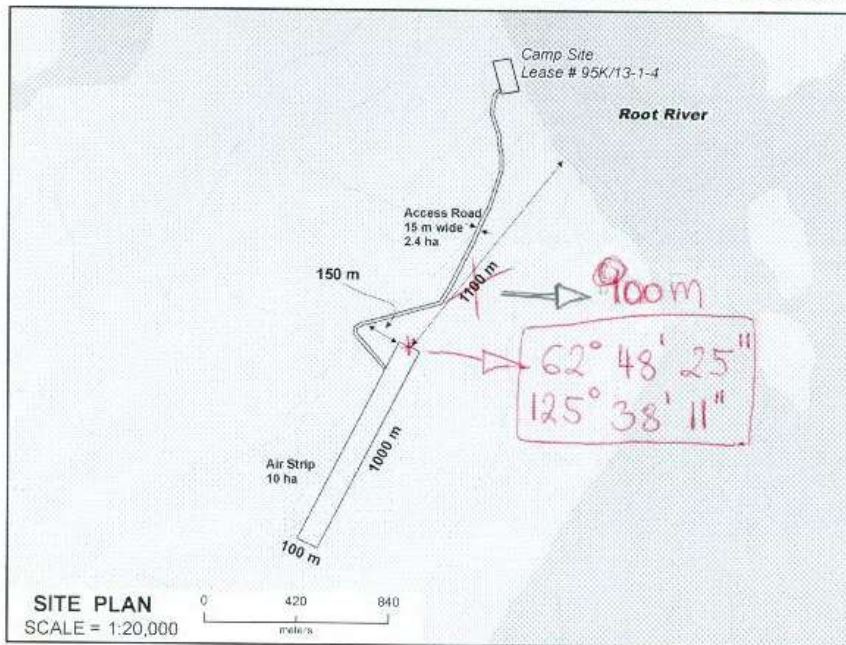 Camp Site
Lease # 95K/13-1-4
Root River
Access Road
15 m wide
2.4 ha
150 m
1100 m
900 m
62° 48' 25"
125° 38' 11"
Air Strip
10 ha
1000 m
100 m
SITE PLAN
SCALE = 1:20,000
0 420 840
meters